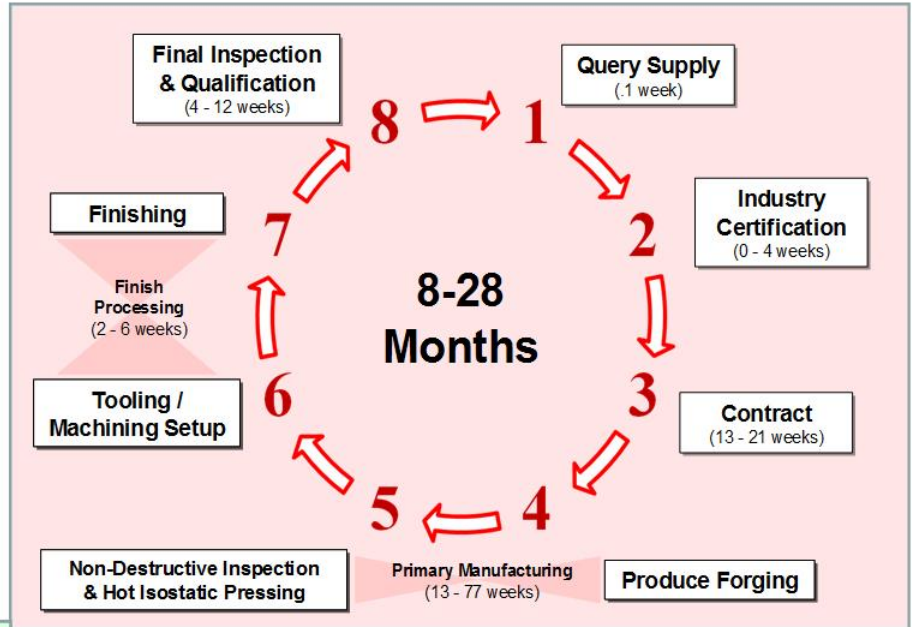 Final Inspection
& Qualification
(4 - 12 weeks)
8
1
Query Supply
(.1 week)
2
Industry
Certification
(0 - 4 weeks)
3
Contract
(13 - 21 weeks)
4
Produce Forging
Primary Manufacturing
(13 - 77 weeks)
5
Non-Destructive Inspection
& Hot Isostatic Pressing
6
Tooling /
Machining Setup
Finish
Processing
(2 - 6 weeks)
7
Finishing
8-28
Months